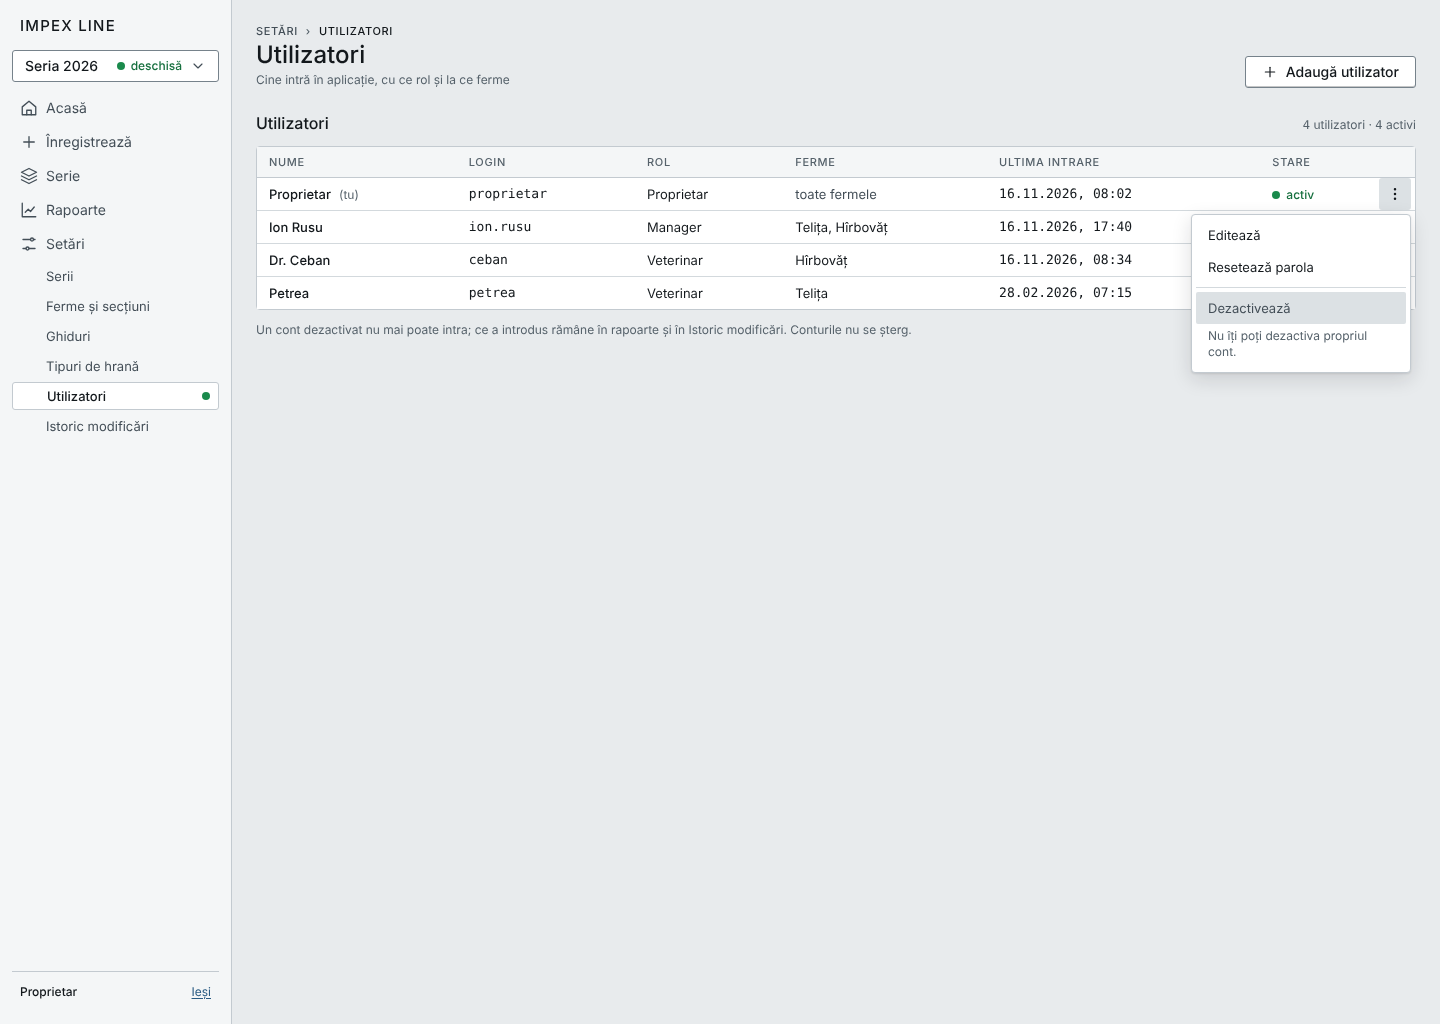 IMPEX LINE
Seria 2026 deschisă
Acasă
Înregistrează
Serie
Rapoarte
Setări
Serii
Ferme și secțiuni
Ghiduri
Tipuri de hrană
Utilizatori
Istoric modificări
Proprietar Ieși
SETĂRI › UTILIZATORI
Utilizatori
Cine intră în aplicație, cu ce rol și la ce ferme
Adaugă utilizator
Utilizatori
4 utilizatori · 4 activi
NUME LOGIN ROL FERME ULTIMA INTRARE STARE
Proprietar (tu) proprietar Proprietar toate fermele 16.11.2026, 08:02 activ
Ion Rusu ion.rusu Manager Telița, Hîrbovăț 16.11.2026, 17:40
Dr. Ceban ceban Veterinar Hîrbovăț 16.11.2026, 08:34
Petrea petrea Veterinar Telița 28.02.2026, 07:15
Un cont dezactivat nu mai poate intra; ce a introdus rămâne în rapoarte și în Istoric modificări. Conturile nu se șterg.
Editează
Resetează parola
Dezactivează
Nu îți poți dezactiva propriul
cont.